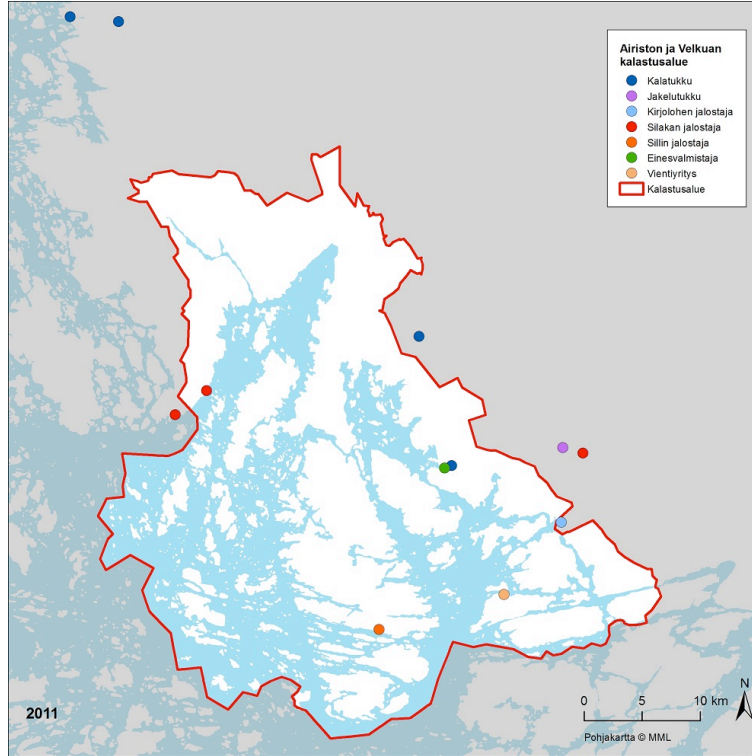 Airiston ja Velkuan
kalastusalue
Kalatukku
Jakelutukku
Kirjolohen jalostaja
Silakan jalostaja
Sillin jalostaja
Einesvalmistaja
Vientiyritys
Kalastusalue
2011
0 5 10 km
N
Pohjakartta © MML